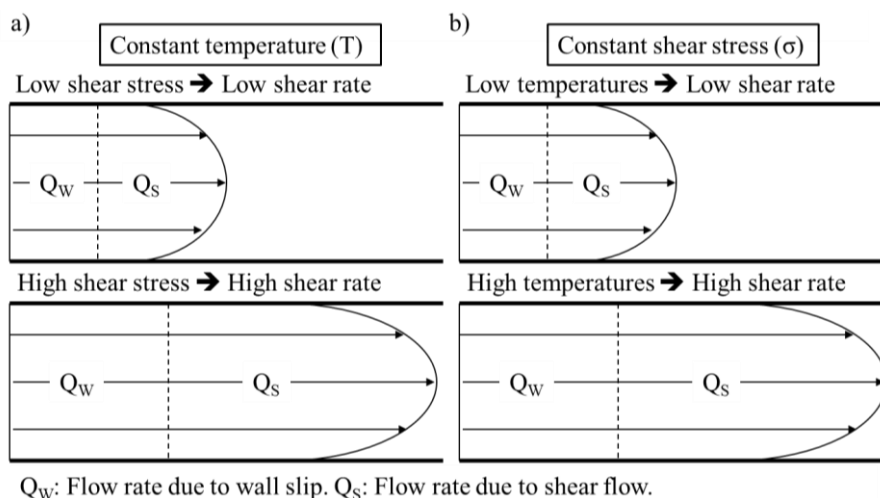 a)
Constant temperature (T)
Low shear stress ➔ Low shear rate
Q_W
Q_S
High shear stress ➔ High shear rate
Q_W
Q_S
b)
Constant shear stress (σ)
Low temperatures ➔ Low shear rate
Q_W
Q_S
High temperatures ➔ High shear rate
Q_W
Q_S
Q_W: Flow rate due to wall slip. Q_S: Flow rate due to shear flow.